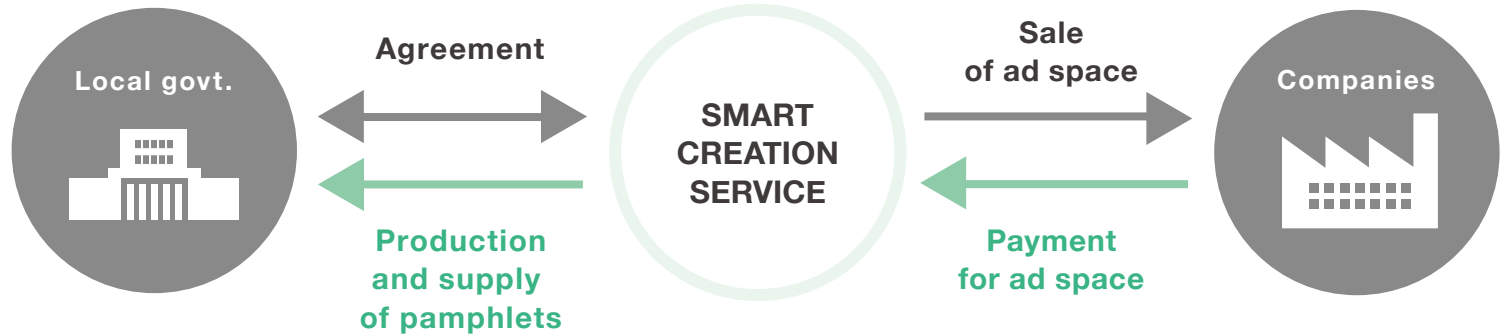 Local govt.
Agreement
Production
and supply
of pamphlets
SMART
CREATION
SERVICE
Sale
of ad space
Payment
for ad space
Companies